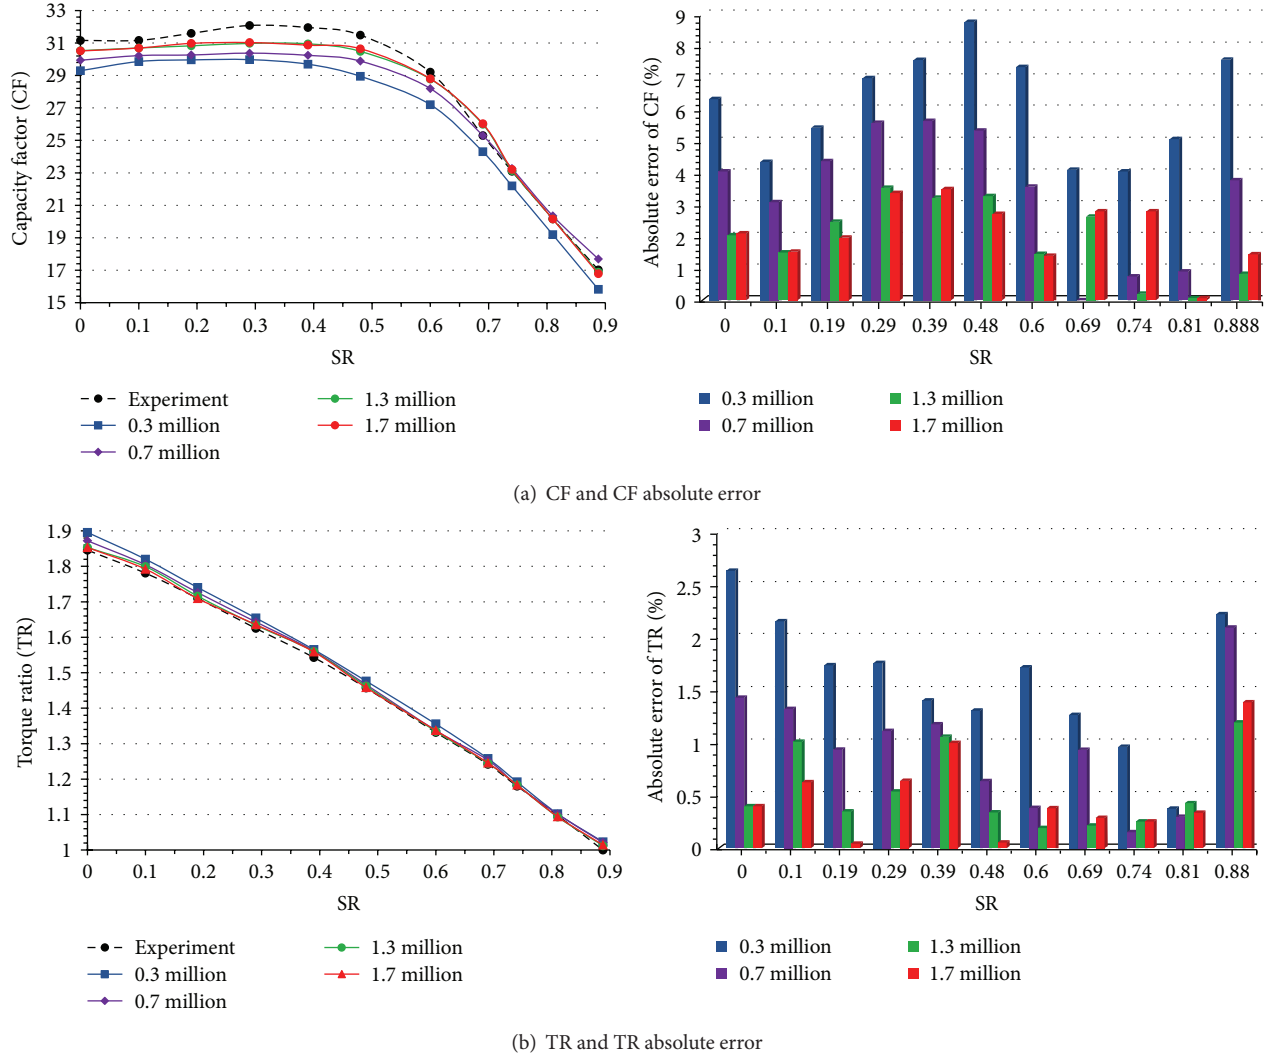 33
31
29
27
25
23
21
19
17
15
Capacity factor (CF)
0 0.1 0.2 0.3 0.4 0.5 0.6 0.7 0.8 0.9
SR
Experiment
0.3 million
0.7 million
1.3 million
1.7 million
9
8
7
6
5
4
3
2
1
0
Absolute error of CF (%)
0 0.1 0.19 0.29 0.39 0.48 0.6 0.69 0.74 0.81 0.888
SR
0.3 million
0.7 million
1.3 million
1.7 million
(a) CF and CF absolute error
1.9
1.8
1.7
1.6
1.5
1.4
1.3
1.2
1.1
1
Torque ratio (TR)
0 0.1 0.2 0.3 0.4 0.5 0.6 0.7 0.8 0.9
SR
Experiment
0.3 million
0.7 million
1.3 million
1.7 million
3
2.5
2
1.5
1
0.5
0
Absolute error of TR (%)
0 0.1 0.19 0.29 0.39 0.48 0.6 0.69 0.74 0.81 0.88
SR
0.3 million
0.7 million
1.3 million
1.7 million
(b) TR and TR absolute error